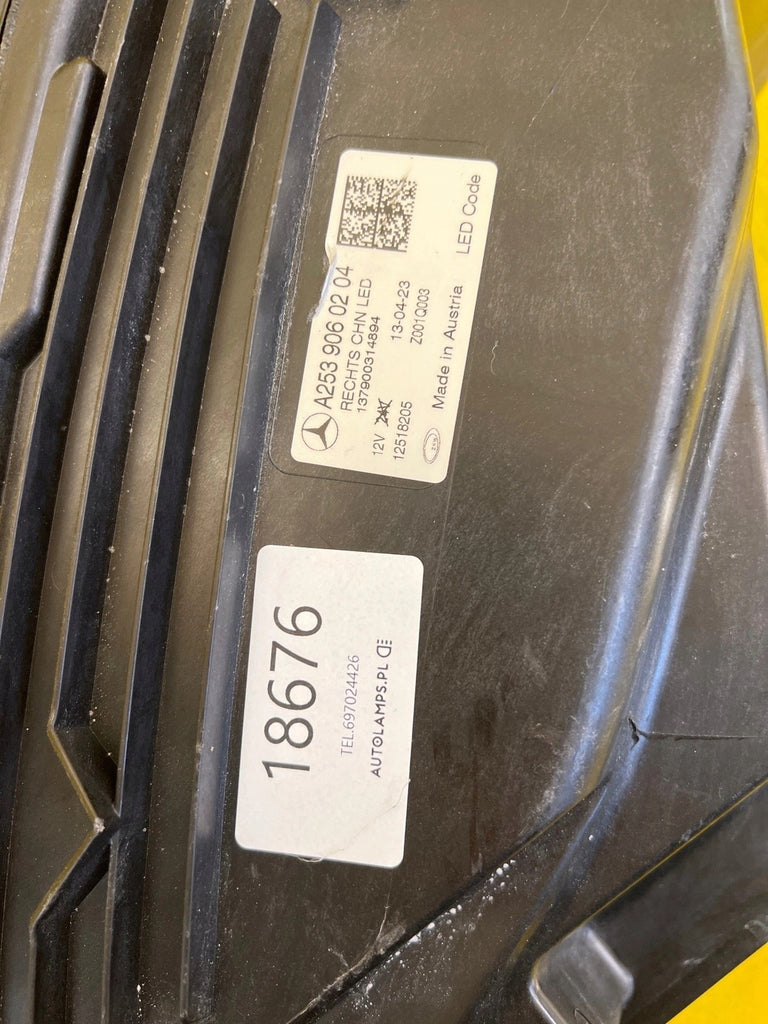 A253 906 02 04
RECHTS CHN LED
137900314894
12V 24V 13-04-23
12518205 Z001Q003
Made in Austria LED Code
18676
TEL.697024426
AUTOLAMPS.PL